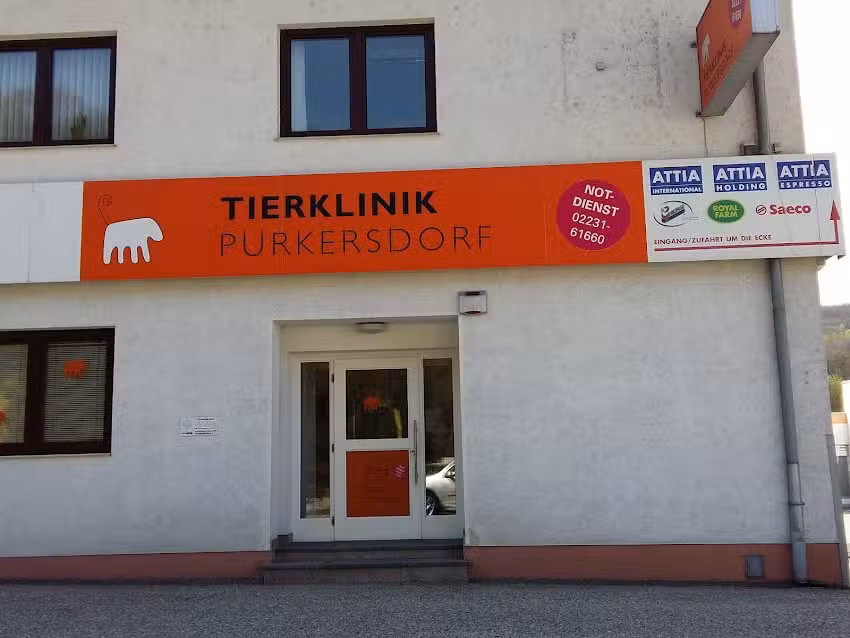 TIERKLINIK
PURKERSDORF
NOT-
DIENST
02231-
61660
ATTIA
INTERNATIONAL
ATTIA
HOLDING
ATTIA
ESPRESSO
ROYAL
FARM
Saeco
EINGANG/ZUFAHRT UM DIE ECKE
61660